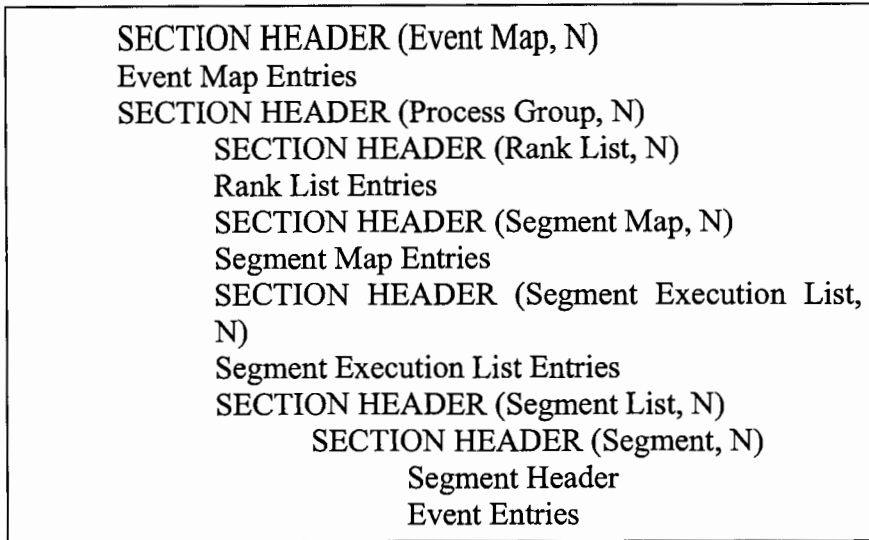 SECTION HEADER (Event Map, N)
Event Map Entries
SECTION HEADER (Process Group, N)
SECTION HEADER (Rank List, N)
Rank List Entries
SECTION HEADER (Segment Map, N)
Segment Map Entries
SECTION HEADER (Segment Execution List,
N)
Segment Execution List Entries
SECTION HEADER (Segment List, N)
SECTION HEADER (Segment, N)
Segment Header
Event Entries